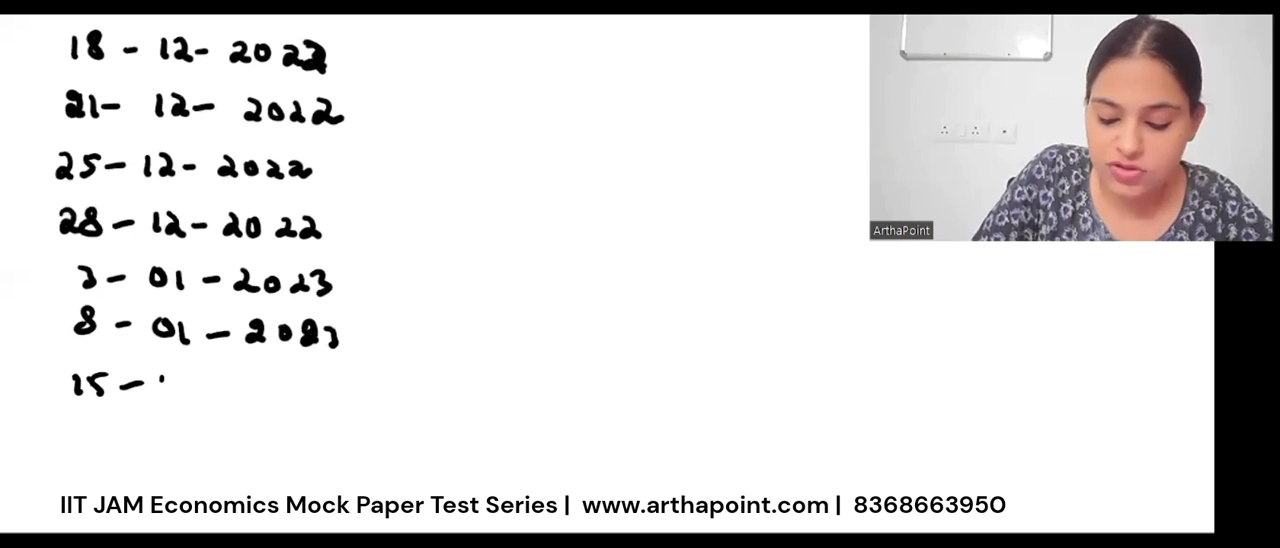 18 - 12 - 2022
21 - 12 - 2022
25 - 12 - 2022
28 - 12 - 2022
3 - 01 - 2023
8 - 01 - 2023
15 -
ArthaPoint
IIT JAM Economics Mock Paper Test Series | www.arthapoint.com | 8368663950